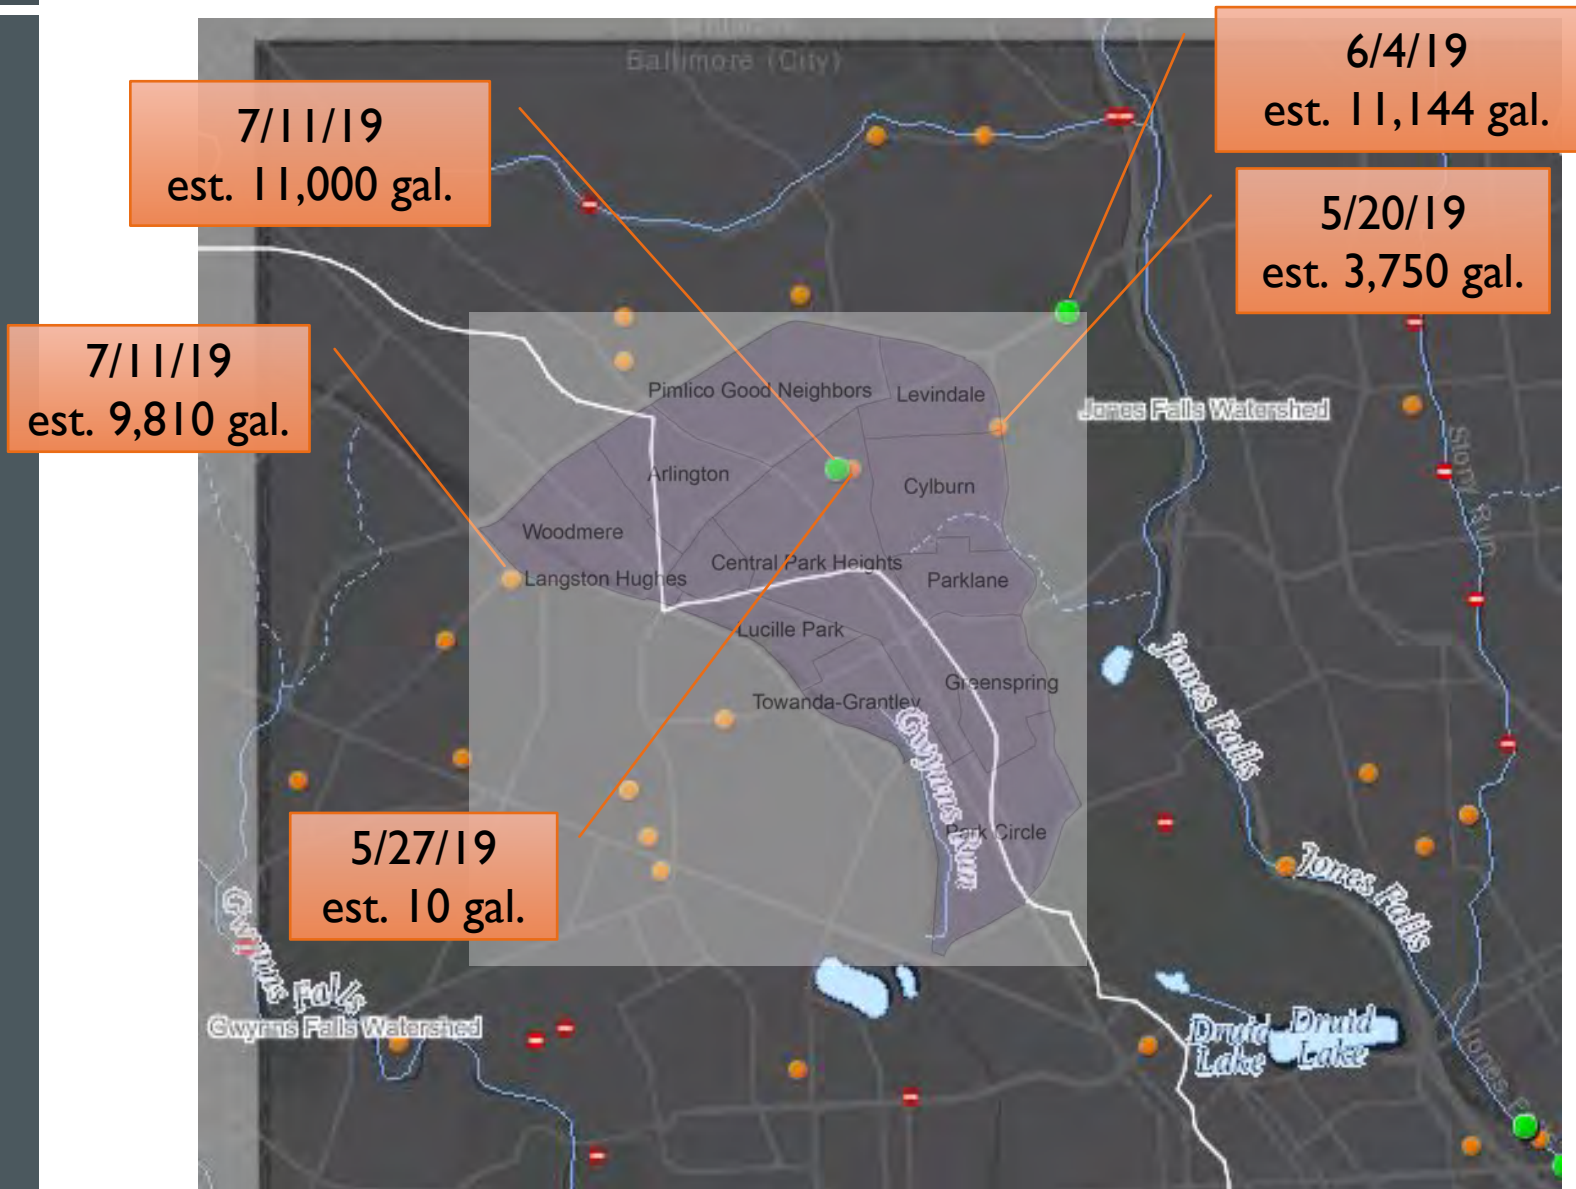 Baltimore (City)
6/4/19
est. 11,144 gal.
7/11/19
est. 11,000 gal.
5/20/19
est. 3,750 gal.
7/11/19
est. 9,810 gal.
Pimlico Good Neighbors
Levindale
Jones Falls Watershed
Stony Run
Arlington
Cylburn
Woodmere
Central Park Heights
Langston Hughes
Parklane
Lucille Park
Jones Falls
Greenspring
Towanda-Grantley
Gwynns Run
Park Circle
5/27/19
est. 10 gal.
Jones Falls
Gwynns Falls
Gwynns Falls Watershed
Druid
Lake
Druid
Lake